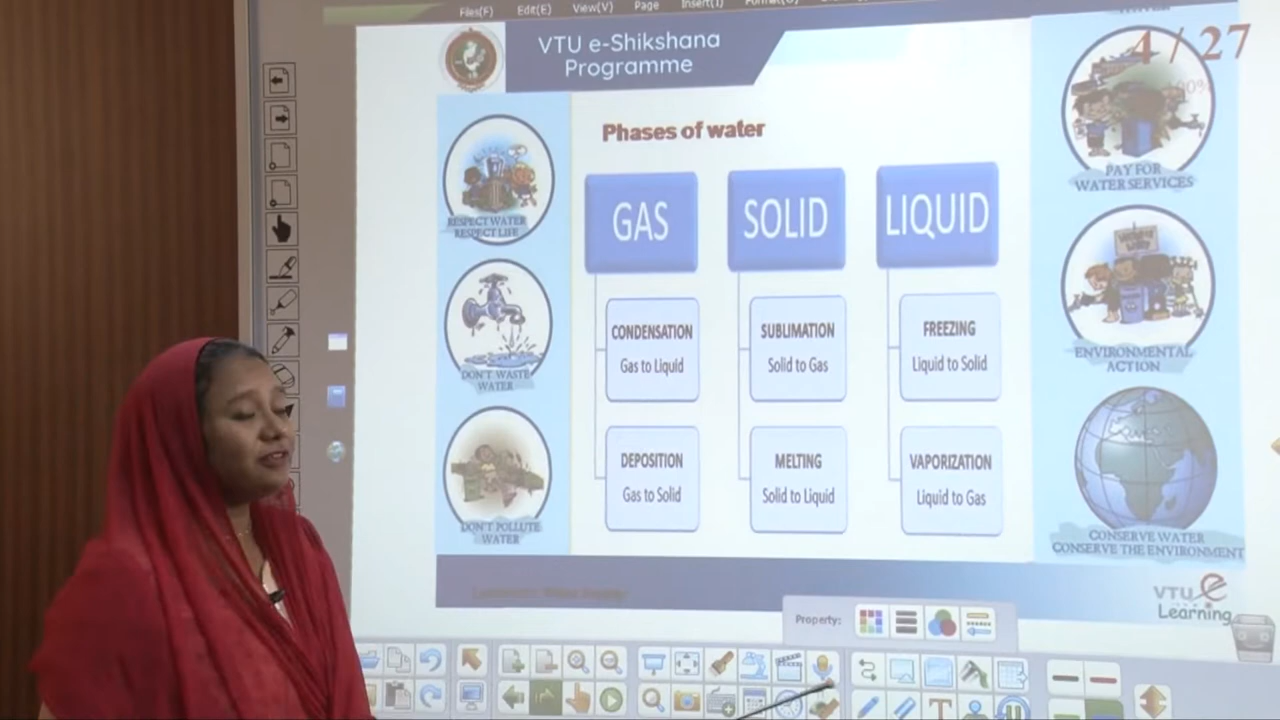 Files(F) Edit(E) View(V) Page Insert(I) Format(O)
4 / 27
VTU e-Shikshana
Programme
Phases of water
GAS
SOLID
LIQUID
CONDENSATION
Gas to Liquid
SUBLIMATION
Solid to Gas
FREEZING
Liquid to Solid
DEPOSITION
Gas to Solid
MELTING
Solid to Liquid
VAPORIZATION
Liquid to Gas
RESPECT WATER
RESPECT LIFE
DON'T WASTE
WATER
DON'T POLLUTE
WATER
PAY FOR
WATER SERVICES
ENVIRONMENTAL
ACTION
CONSERVE WATER
CONSERVE THE ENVIRONMENT
VTU e
Learning
Property: